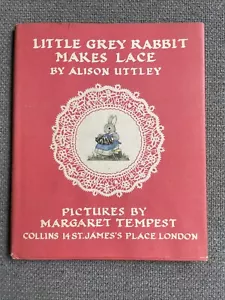 LITTLE GREY RABBIT
MAKES LACE
BY ALISON UTTLEY
PICTURES BY
MARGARET TEMPEST
COLLINS 14 ST. JAMES'S PLACE LONDON